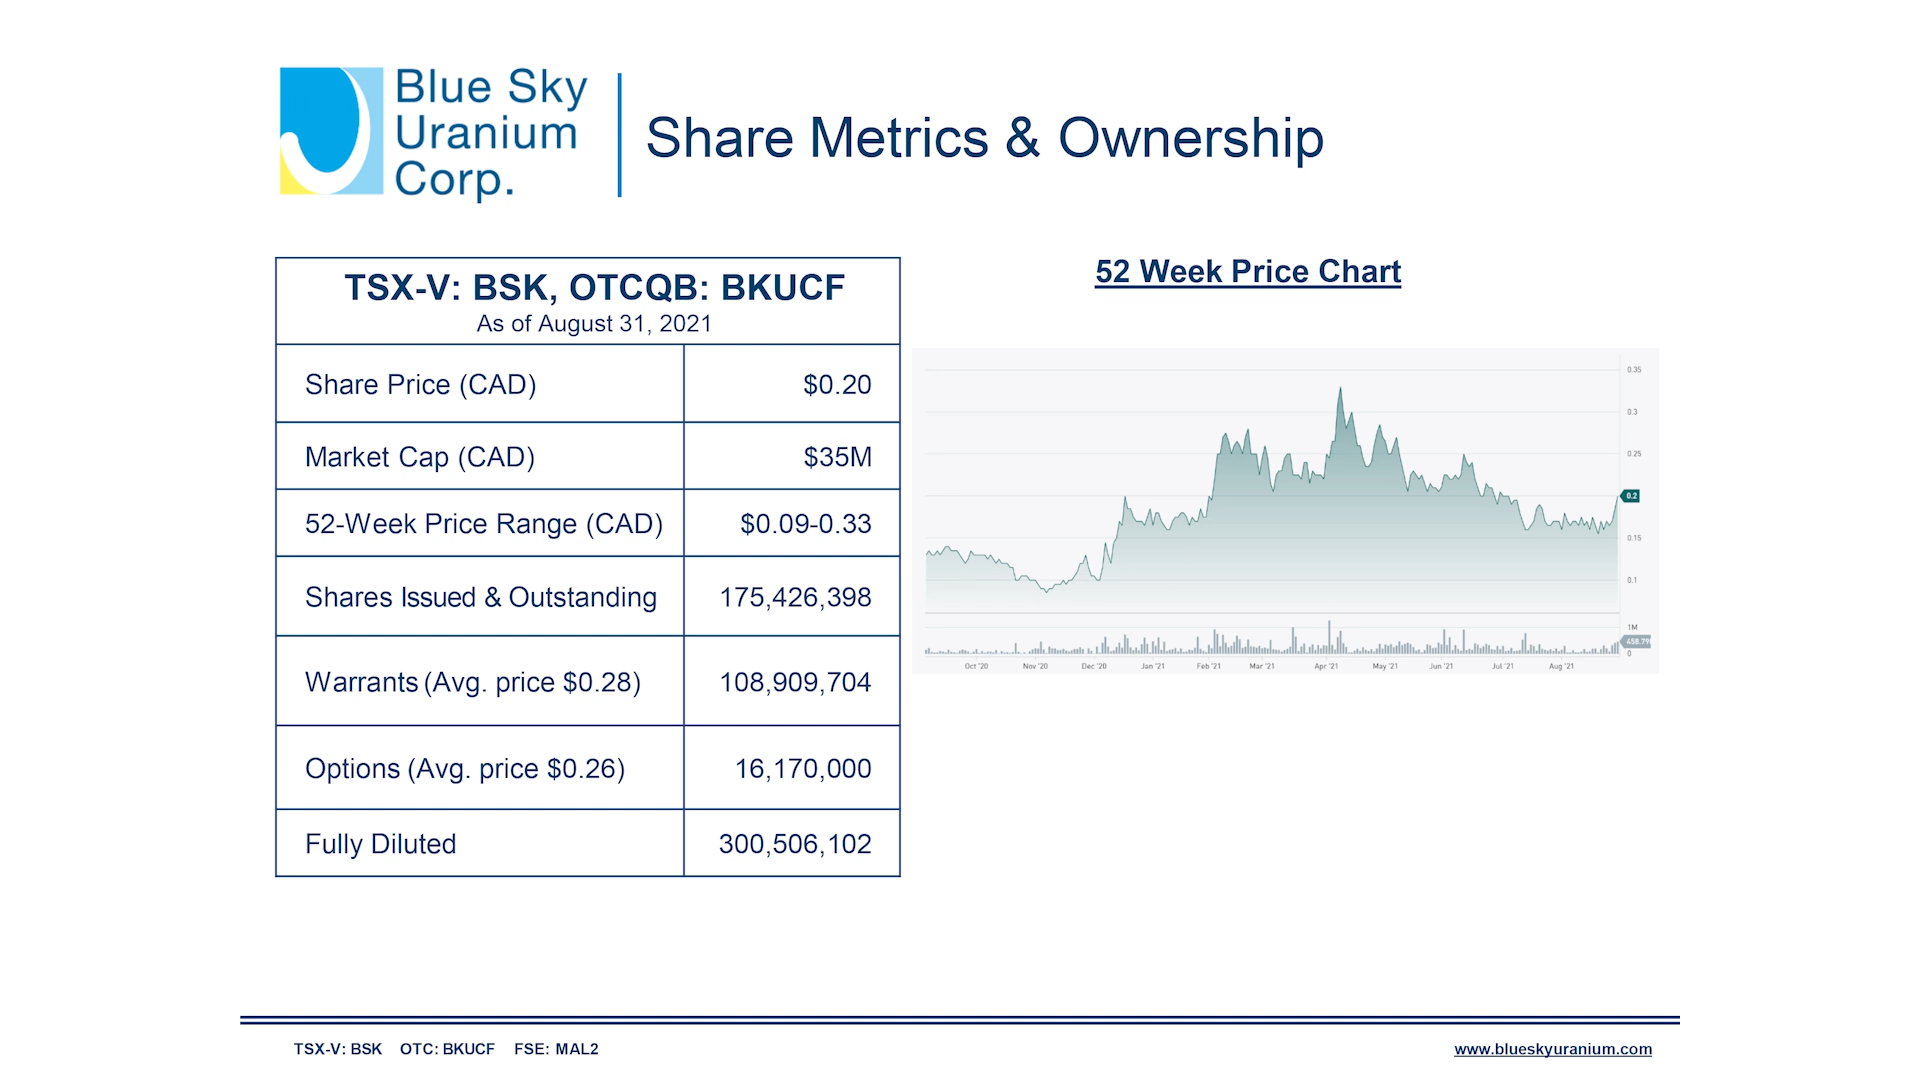 Blue Sky
Uranium
Corp.
Share Metrics & Ownership
TSX-V: BSK, OTCQB: BKUCF
As of August 31, 2021
Share Price (CAD) $0.20
Market Cap (CAD) $35M
52-Week Price Range (CAD) $0.09-0.33
Shares Issued & Outstanding 175,426,398
Warrants (Avg. price $0.28) 108,909,704
Options (Avg. price $0.26) 16,170,000
Fully Diluted 300,506,102
52 Week Price Chart
0.35
0.3
0.25
0.2
0.15
0.1
1M
0
Oct '20 Nov '20 Dec '20 Jan '21 Feb '21 Mar '21 Apr '21 May '21 Jun '21 Jul '21 Aug '21
TSX-V: BSK OTC: BKUCF FSE: MAL2
www.blueskyuranium.com